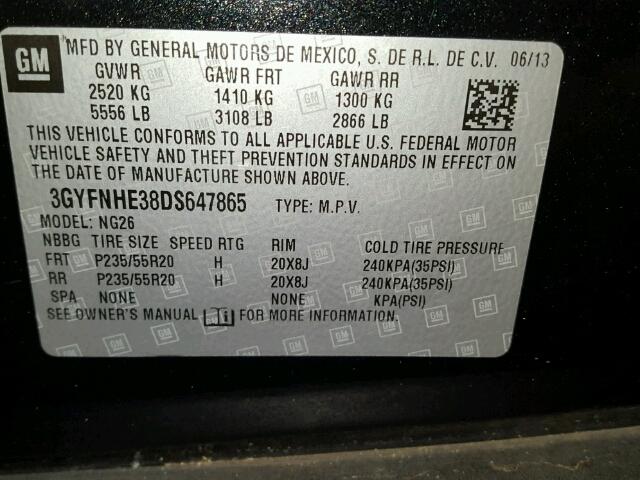 GM MFD BY GENERAL MOTORS DE MEXICO, S. DE R.L. DE C.V. 06/13
GVWR GAWR FRT GAWR RR
2520 KG 1410 KG 1300 KG
5556 LB 3108 LB 2866 LB
THIS VEHICLE CONFORMS TO ALL APPLICABLE U.S. FEDERAL MOTOR
VEHICLE SAFETY AND THEFT PREVENTION STANDARDS IN EFFECT ON
THE DATE OF MANUFACTURE SHOWN ABOVE.
3GYFNHE38DS647865 TYPE: M.P.V.
MODEL: NG26
NBBG TIRE SIZE SPEED RTG RIM COLD TIRE PRESSURE
FRT P235/55R20 H 20X8J 240KPA(35PSI)
RR P235/55R20 H 20X8J 240KPA(35PSI)
SPA NONE NONE KPA(PSI)
SEE OWNER'S MANUAL FOR MORE INFORMATION.